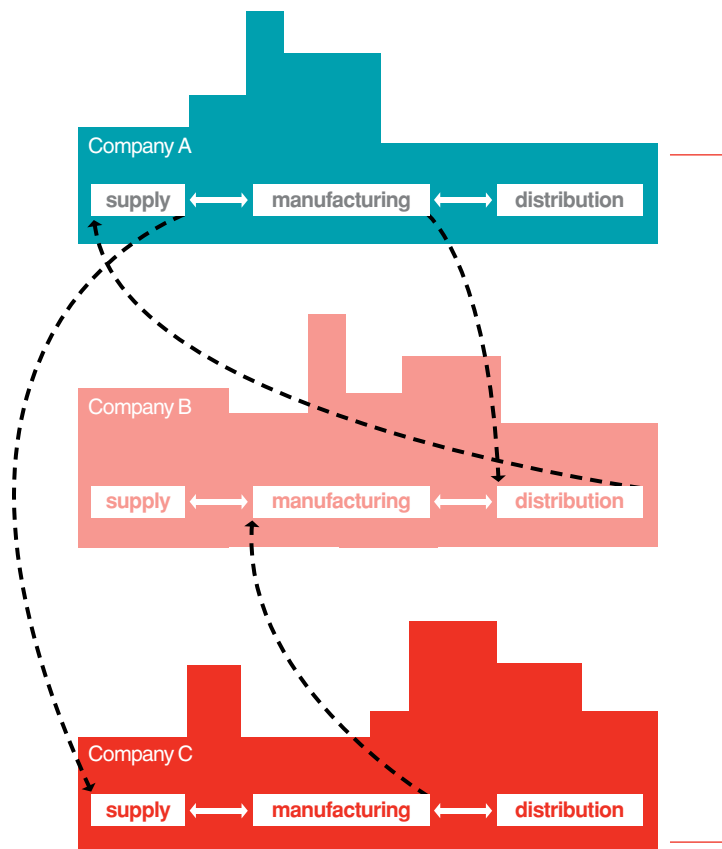 Company A
supply manufacturing distribution
Company B
supply manufacturing distribution
Company C
supply manufacturing distribution